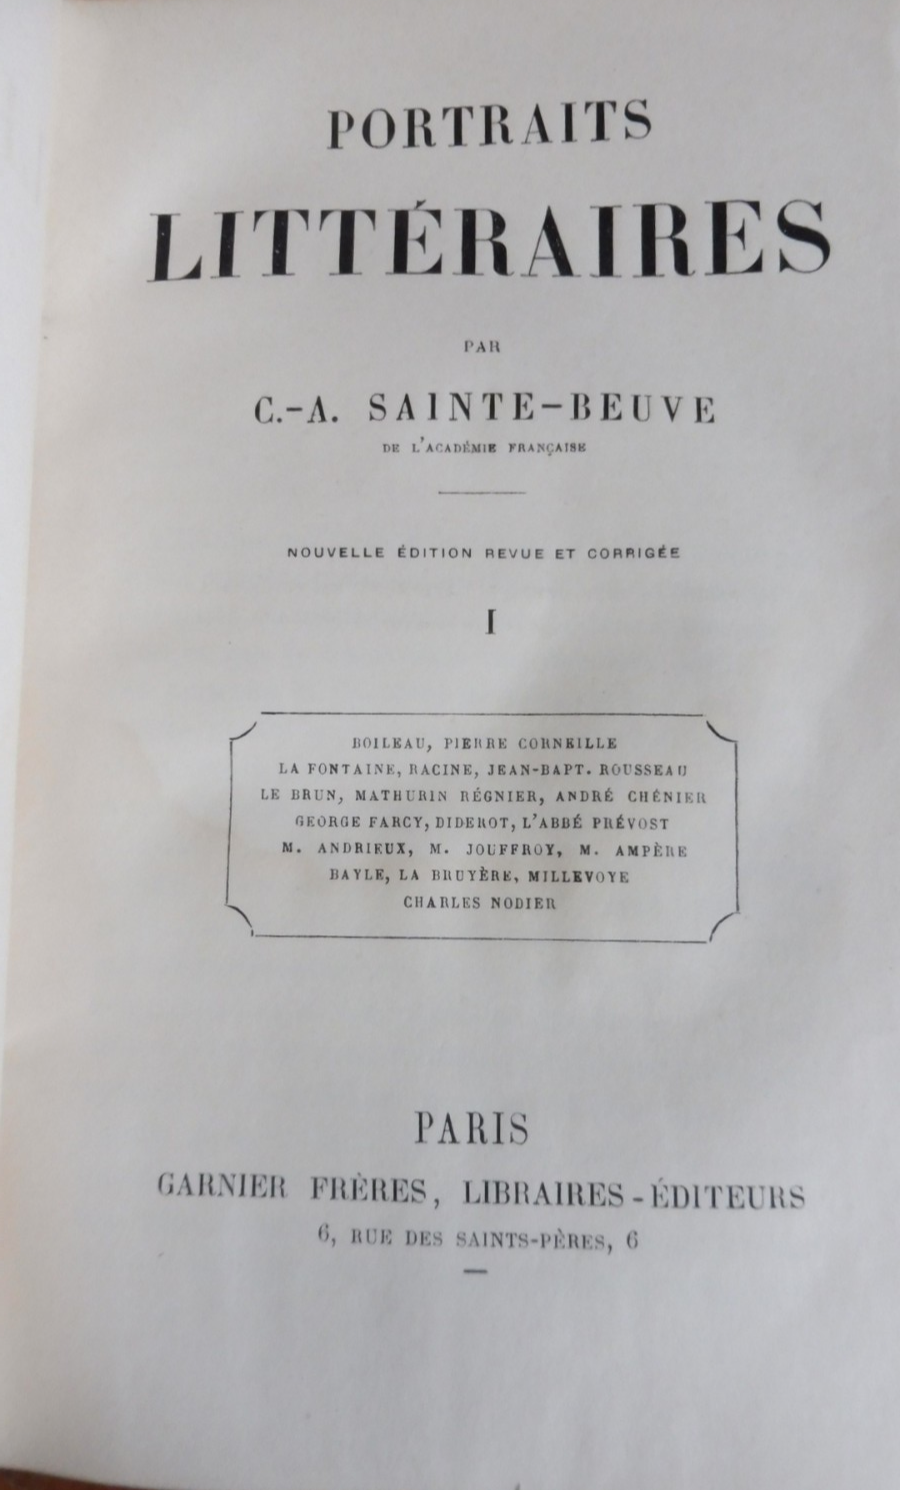 PORTRAITS
LITTÉRAIRES
PAR
C.-A. SAINTE-BEUVE
DE L'ACADÉMIE FRANÇAISE
NOUVELLE ÉDITION REVUE ET CORRIGÉE
I
BOILEAU, PIERRE CORNEILLE
LA FONTAINE, RACINE, JEAN-BAPT. ROUSSEAU
LE BRUN, MATHURIN RÉGNIER, ANDRÉ CHÉNIER
GEORGE FARCY, DIDEROT, L'ABBÉ PRÉVOST
M. ANDRIEUX, M. JOUFFROY, M. AMPÈRE
BAYLE, LA BRUYÈRE, MILLEVOYE
CHARLES NODIER
PARIS
GARNIER FRÈRES, LIBRAIRES-ÉDITEURS
6, RUE DES SAINTS-PÈRES, 6